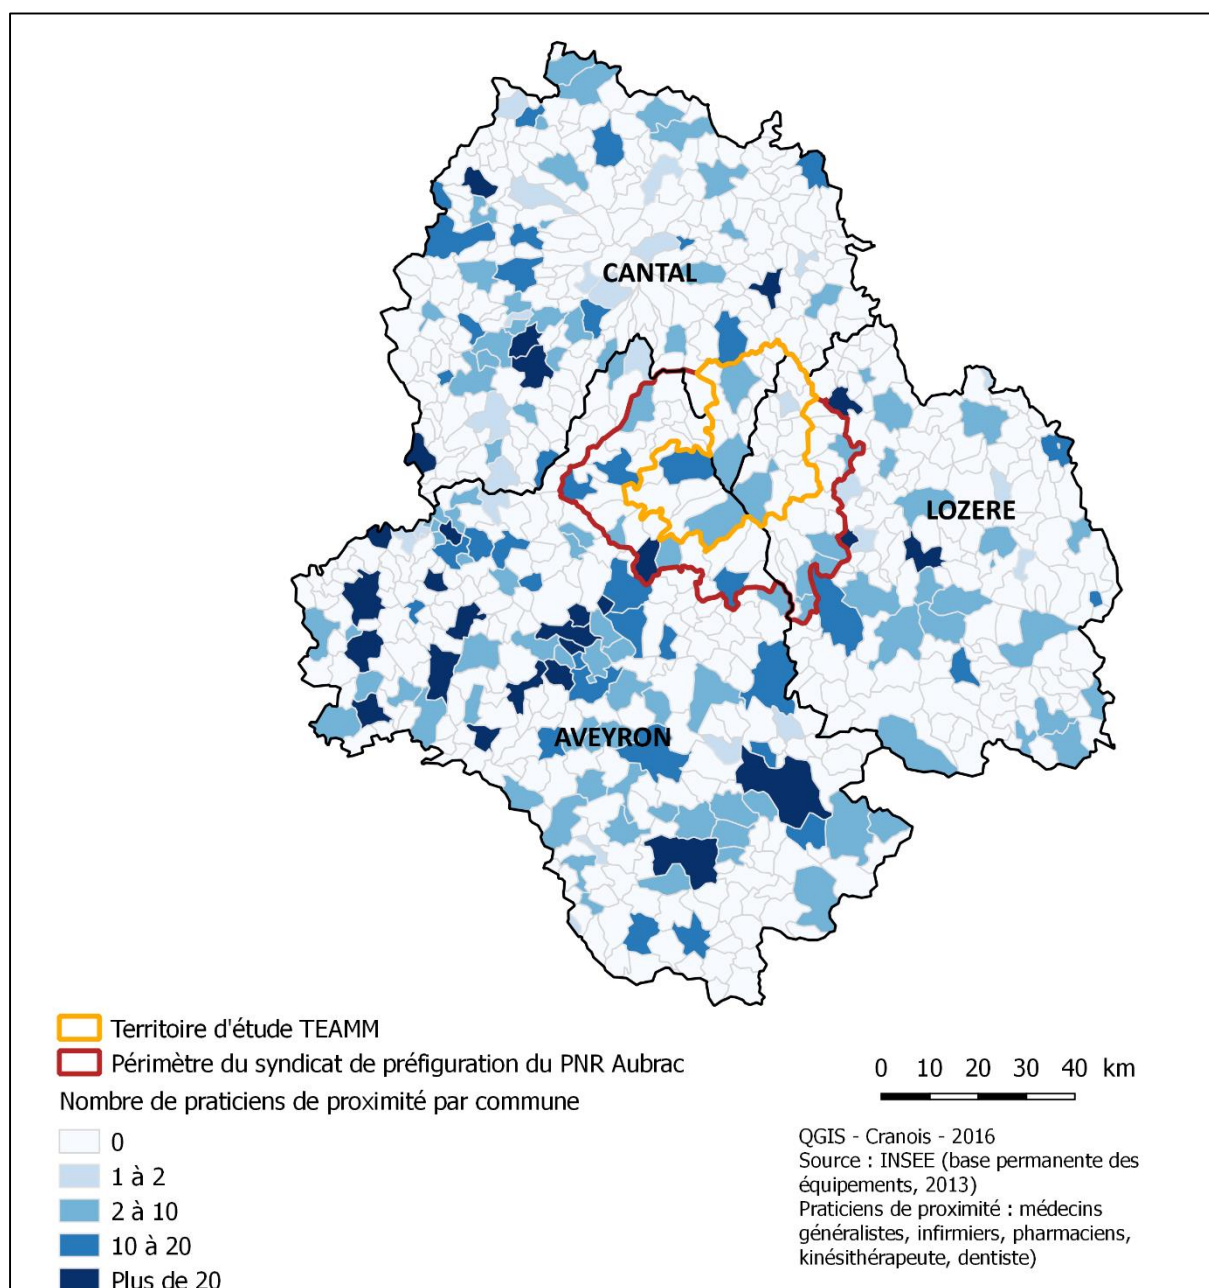 CANTAL
LOZERE
AVEYRON
Territoire d'étude TEAMM
Périmètre du syndicat de préfiguration du PNR Aubrac
Nombre de praticiens de proximité par commune
0
1 à 2
2 à 10
10 à 20
Plus de 20
0 10 20 30 40 km
QGIS - Cranois - 2016
Source : INSEE (base permanente des
équipements, 2013)
Praticiens de proximité : médecins
généralistes, infirmiers, pharmaciens,
kinésithérapeute, dentiste)